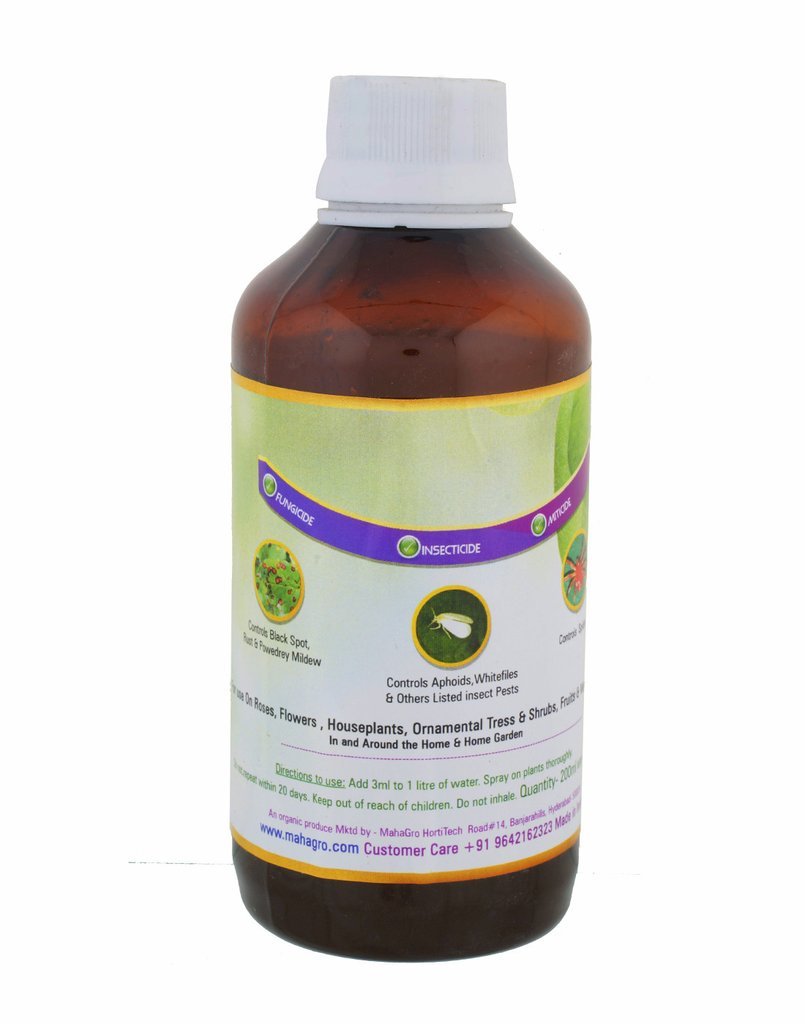 FUNGICIDE
INSECTICIDE
MITICIDE
Controls Black Spot,
Rust & Powedrey Mildew
Controls Aphoids, Whitefiles
& Others Listed insect Pests
Controls
use On Roses, Flowers , Houseplants, Ornamental Tress & Shrubs, Fruits &
In and Around the Home & Home Garden
Directions to use: Add 3ml to 1 litre of water. Spray on plants thoroughly.
repeat within 20 days. Keep out of reach of children. Do not inhale. Quantity- 200ml
An organic produce Mktd by - MahaGro HortiTech Road#14, Banjarahills, Hyderabad
www.mahagro.com Customer Care +91 9642162323 Made in